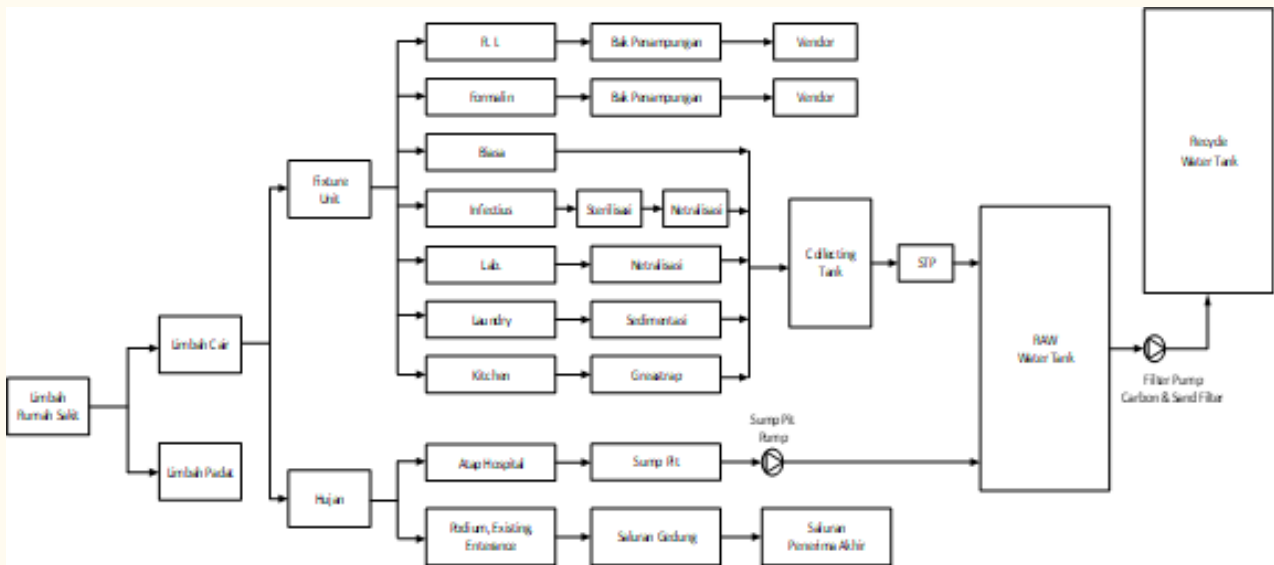 Bak Penampungan
Vendor
Formalin
Bak Penampungan
Vendor
Biasa
Fixture
Unit
Infectius
Sterilisasi
Netralisasi
Lab.
Netralisasi
Laundry
Sedimentasi
Kitchen
Collecting
Tank
STP
RAW
Water Tank
Recycle
Water Tank
Filter Pump
Carbon & Sand Filter
Limbah
Rumah Sakit
Limbah Cair
Limbah Padat
Hujan
Atap Hospital
Sump Pit
Sump Pit
Pump
Podium, Existing
Saluran Gedung
Saluran
Penerima Akhir